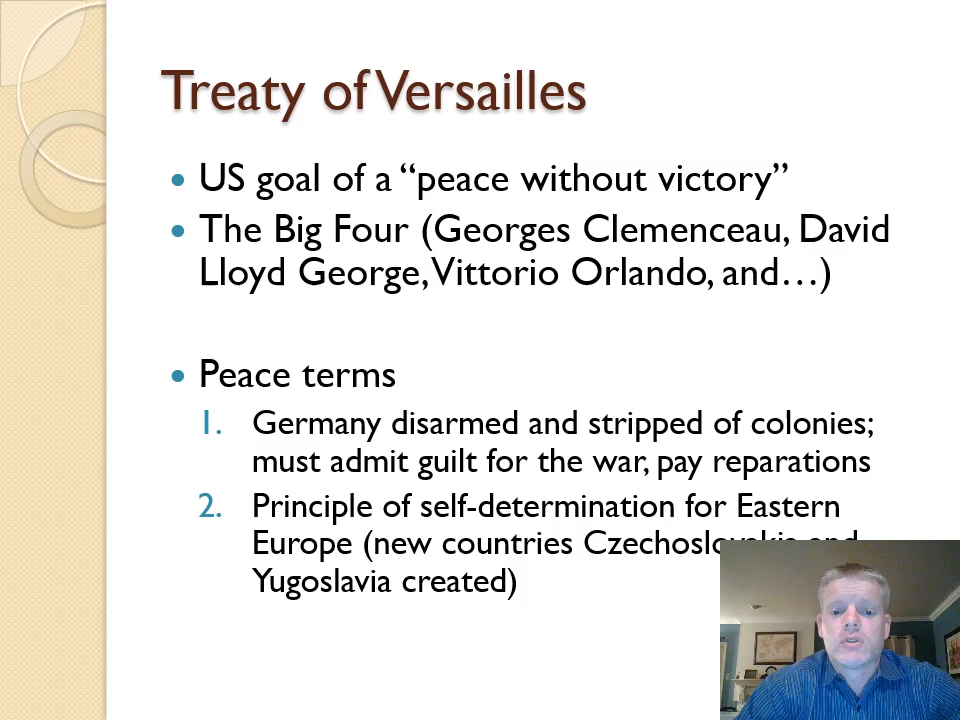 Treaty of Versailles
• US goal of a “peace without victory”
• The Big Four (Georges Clemenceau, David
Lloyd George, Vittorio Orlando, and…)
• Peace terms
1. Germany disarmed and stripped of colonies;
must admit guilt for the war, pay reparations
2. Principle of self-determination for Eastern
Europe (new countries Czechoslovakia and
Yugoslavia created)